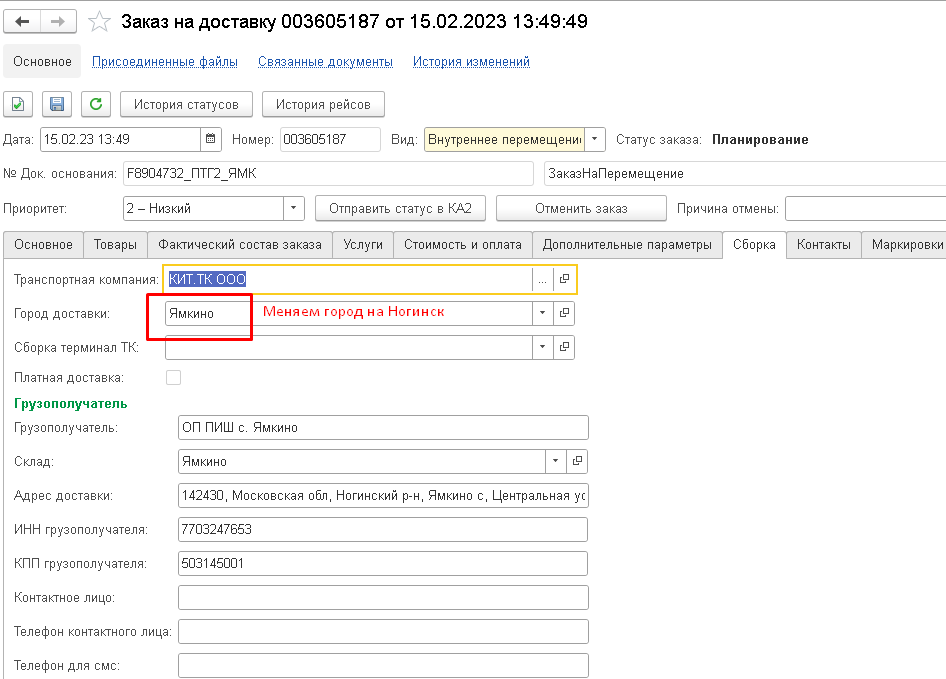 Заказ на доставку 003605187 от 15.02.2023 13:49:49
Основное Присоединенные файлы Связанные документы История изменений
История статусов История рейсов
Дата: 15.02.23 13:49 Номер: 003605187 Вид: Внутреннее перемещени Статус заказа: Планирование
№ Док. основания: F8904732_ПТГ2_ЯМК ЗаказНаПеремещение
Приоритет: 2 – Низкий Отправить статус в КА2 Отменить заказ Причина отмены:
Основное Товары Фактический состав заказа Услуги Стоимость и оплата Дополнительные параметры Сборка Контакты Маркировки
Транспортная компания: КИТ.ТК ООО ...
Город доставки: Ямкино Меняем город на Ногинск
Сборка терминал ТК:
Платная доставка:
Грузополучатель
Грузополучатель: ОП ПИШ с. Ямкино
Склад: Ямкино
Адрес доставки: 142430, Московская обл, Ногинский р-н, Ямкино с, Центральная ус
ИНН грузополучателя: 7703247653
КПП грузополучателя: 503145001
Контактное лицо:
Телефон контактного лица:
Телефон для смс: